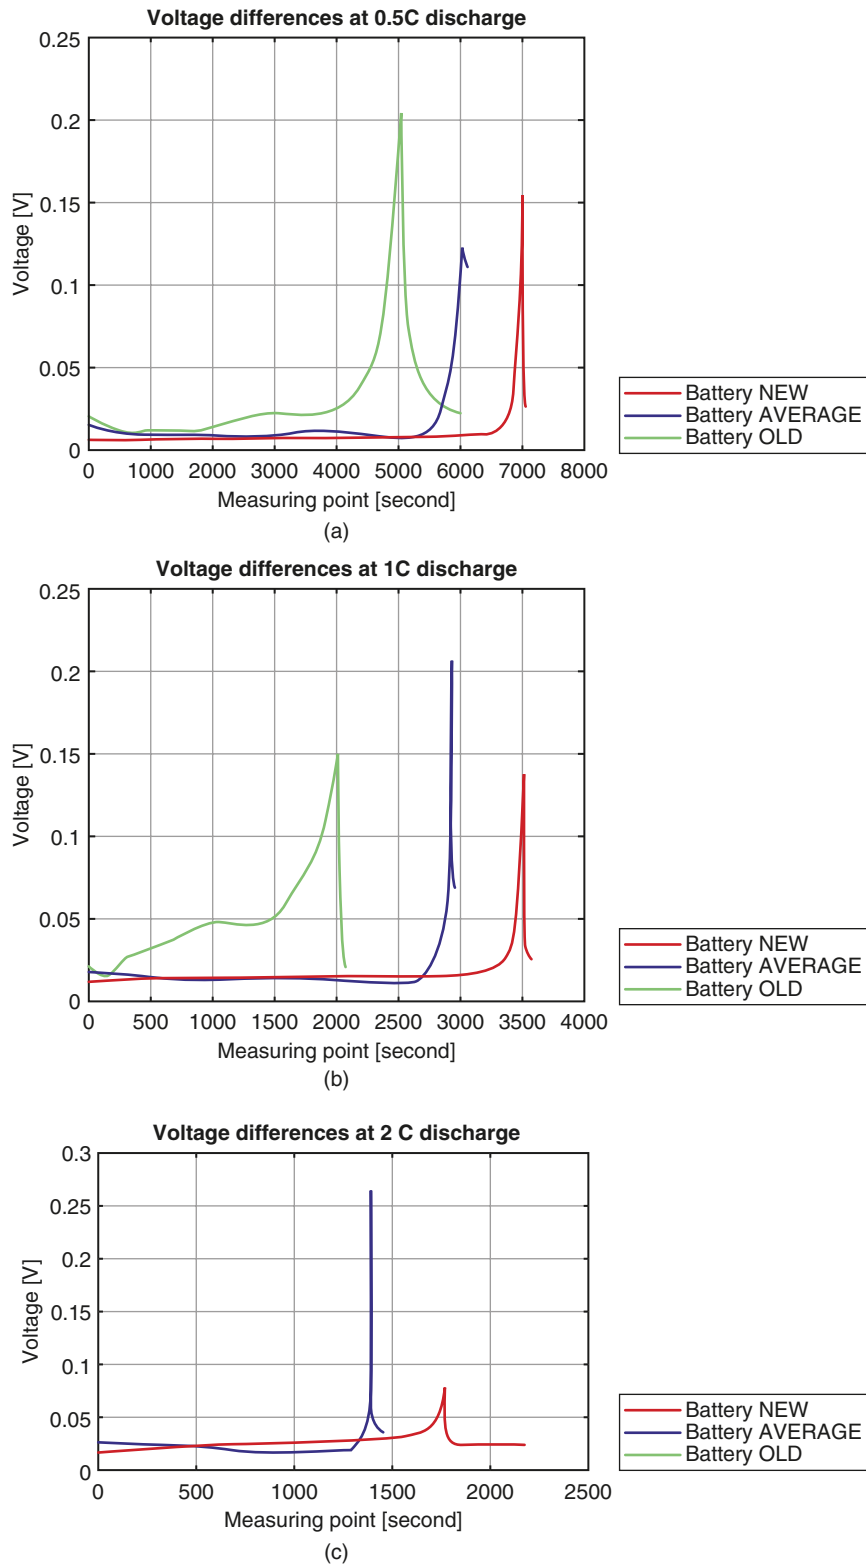 Voltage differences at 0.5C discharge
0.25
0.2
0.15
0.1
0.05
0
Voltage [V]
0 1000 2000 3000 4000 5000 6000 7000 8000
Measuring point [second]
Battery NEW
Battery AVERAGE
Battery OLD
(a)
Voltage differences at 1C discharge
0.25
0.2
0.15
0.1
0.05
0
Voltage [V]
0 500 1000 1500 2000 2500 3000 3500 4000
Measuring point [second]
Battery NEW
Battery AVERAGE
Battery OLD
(b)
Voltage differences at 2 C discharge
0.3
0.25
0.2
0.15
0.1
0.05
0
Voltage [V]
0 500 1000 1500 2000 2500
Measuring point [second]
Battery NEW
Battery AVERAGE
Battery OLD
(c)